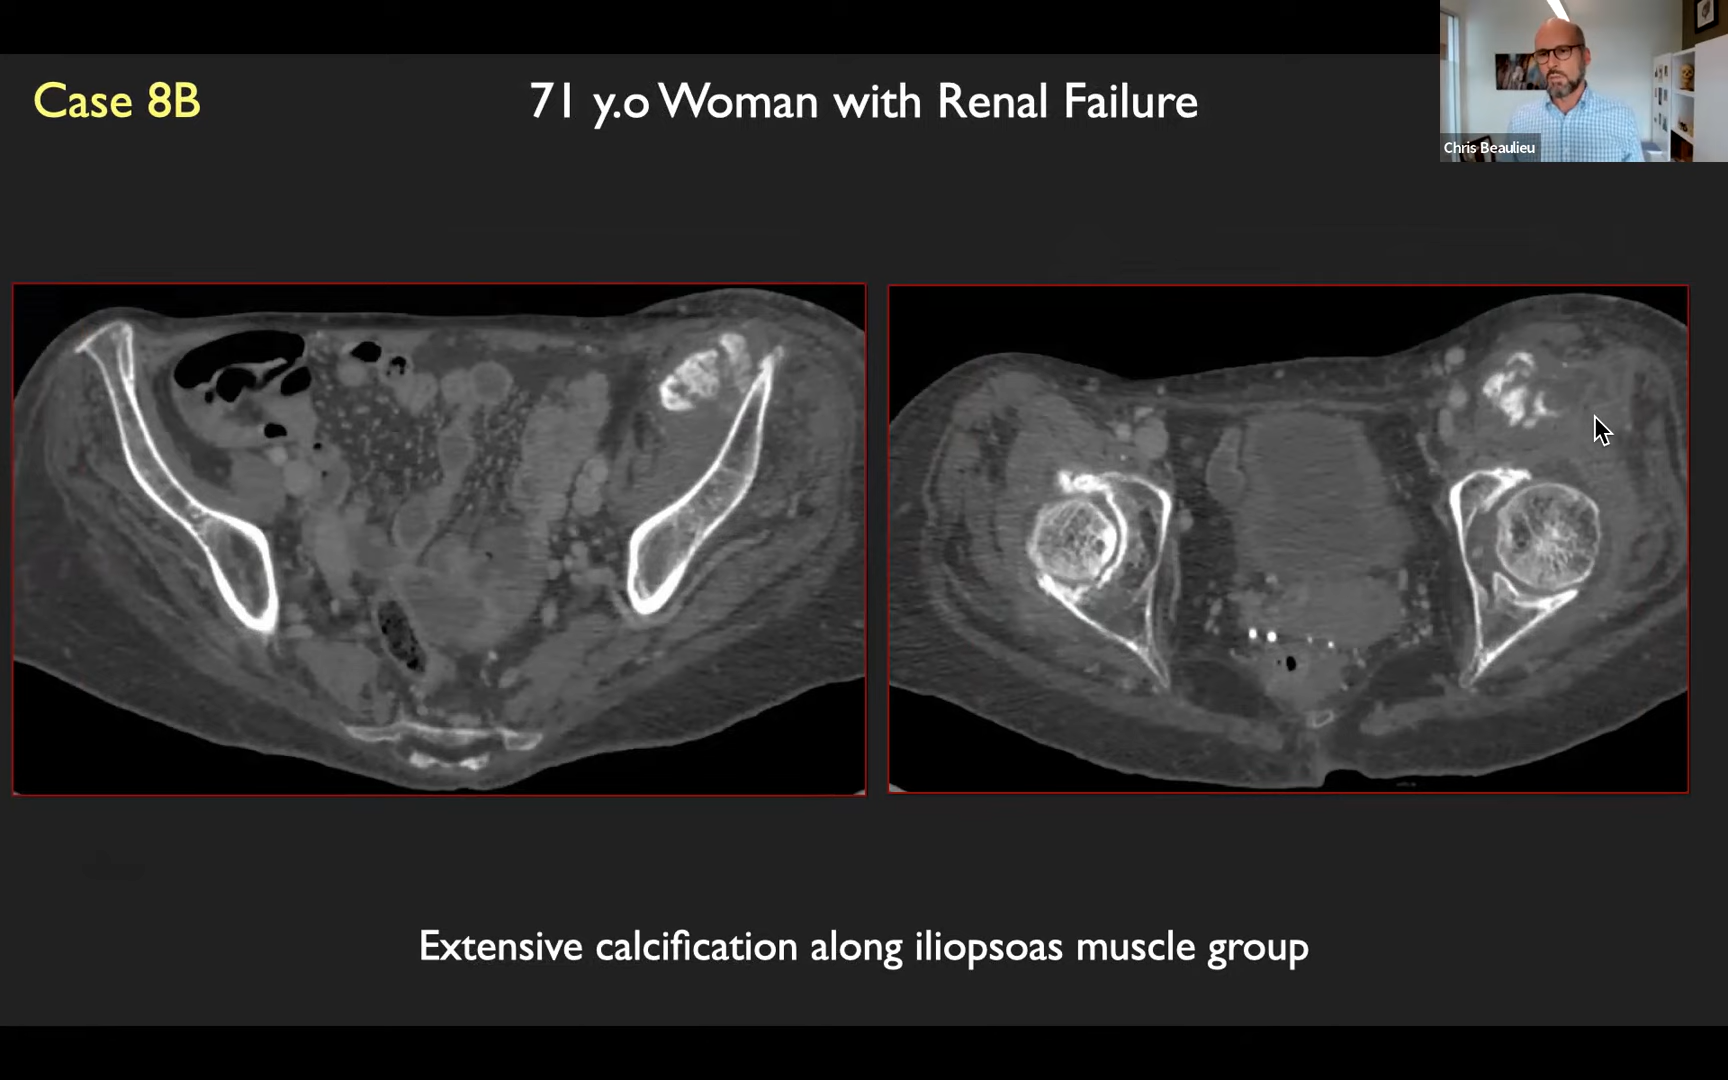 Case 8B
71 y.o Woman with Renal Failure
Chris Beaulieu
Extensive calcification along iliopsoas muscle group